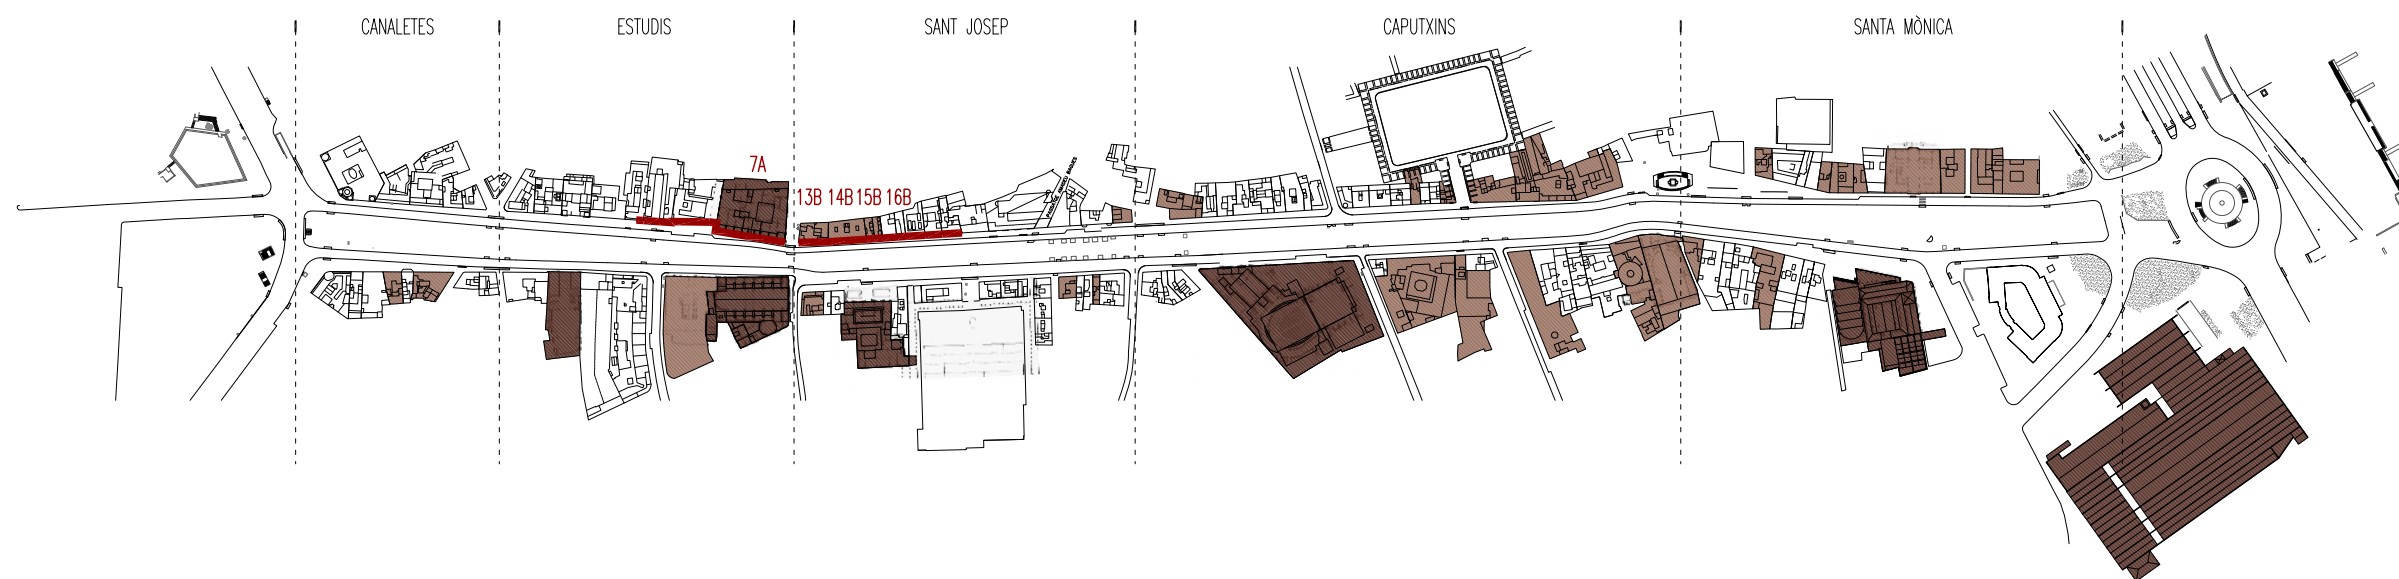 CANALETES
ESTUDIS
SANT JOSEP
CAPUTXINS
SANTA MÒNICA
7A
13B 14B 15B 16B